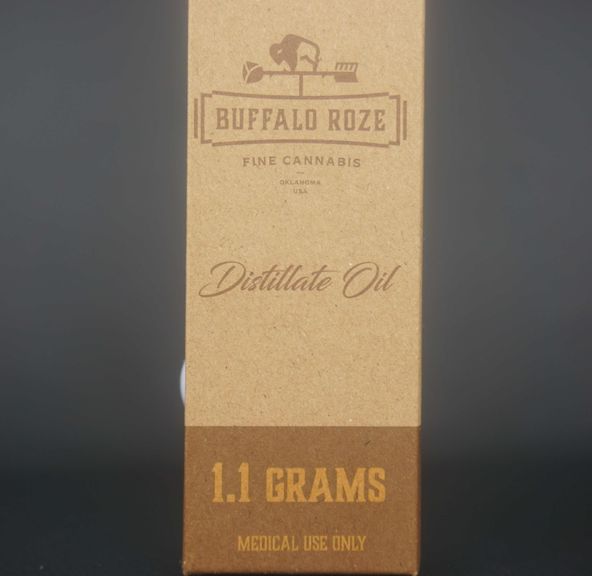 BUFFALO ROZE
FINE CANNABIS
OKLAHOMA
USA
Distillate Oil
1.1 GRAMS
MEDICAL USE ONLY